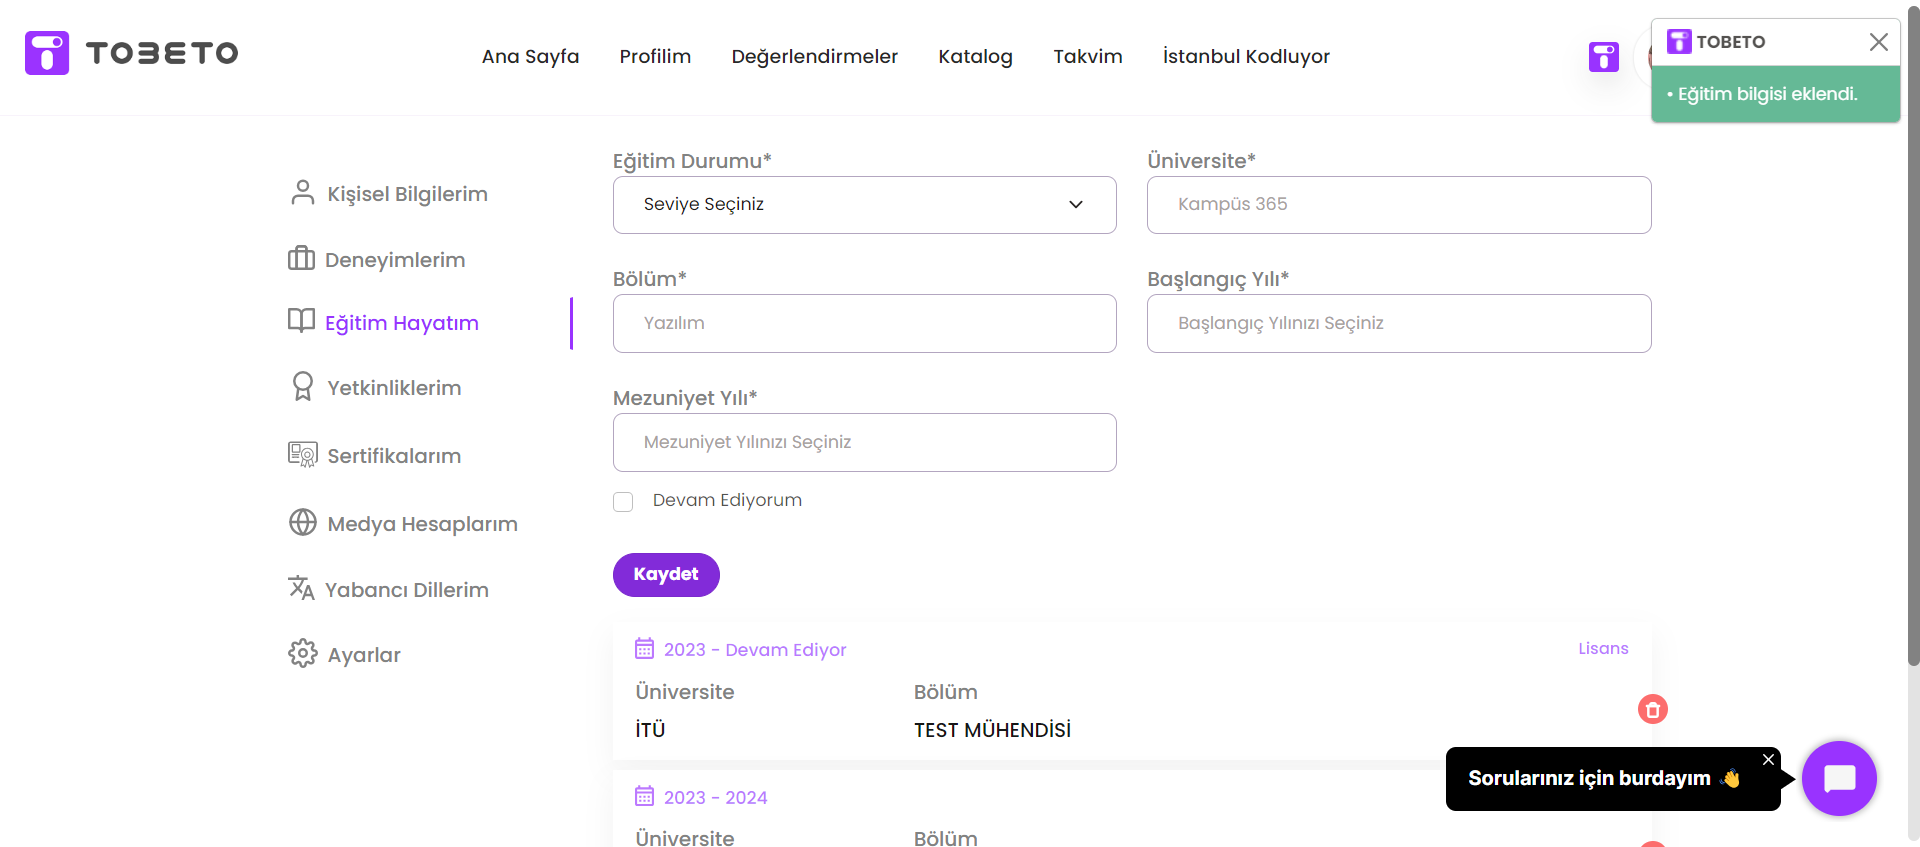 TOBETO
Ana Sayfa
Profilim
Değerlendirmeler
Katalog
Takvim
İstanbul Kodluyor
TOBETO
• Eğitim bilgisi eklendi.
Kişisel Bilgilerim
Deneyimlerim
Eğitim Hayatım
Yetkinliklerim
Sertifikalarım
Medya Hesaplarım
Yabancı Dillerim
Ayarlar
Eğitim Durumu*
Seviye Seçiniz
Üniversite*
Kampüs 365
Bölüm*
Yazılım
Başlangıç Yılı*
Başlangıç Yılınızı Seçiniz
Mezuniyet Yılı*
Mezuniyet Yılınızı Seçiniz
Devam Ediyorum
Kaydet
2023 - Devam Ediyor
Lisans
Üniversite
Bölüm
İTÜ
TEST MÜHENDİSİ
2023 - 2024
Üniversite
Bölüm
Sorularınız için burdayım 👋